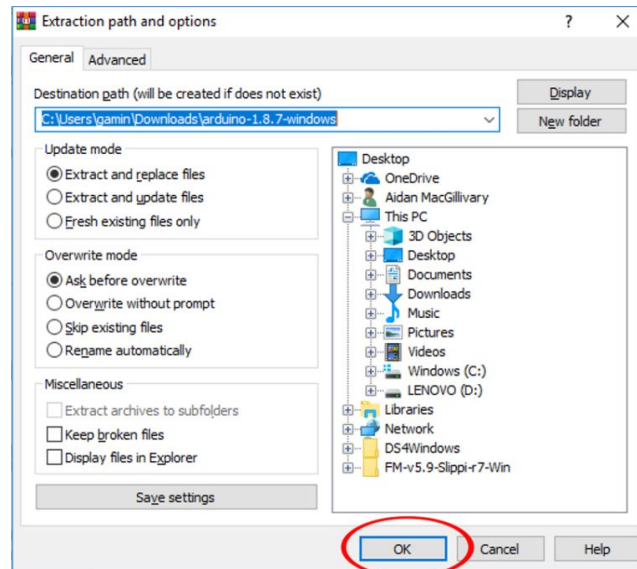 Extraction path and options
General Advanced
Destination path (will be created if does not exist)
C:\Users\gamin\Downloads\arduino-1.8.7-windows
Display
New folder
Update mode
Extract and replace files
Extract and update files
Fresh existing files only
Overwrite mode
Ask before overwrite
Overwrite without prompt
Skip existing files
Rename automatically
Miscellaneous
Extract archives to subfolders
Keep broken files
Display files in Explorer
Save settings
Desktop
OneDrive
Aidan MacGillivary
This PC
3D Objects
Desktop
Documents
Downloads
Music
Pictures
Videos
Windows (C:)
LENOVO (D:)
Libraries
Network
DS4Windows
FM-v5.9-Slippi-r7-Win
OK Cancel Help